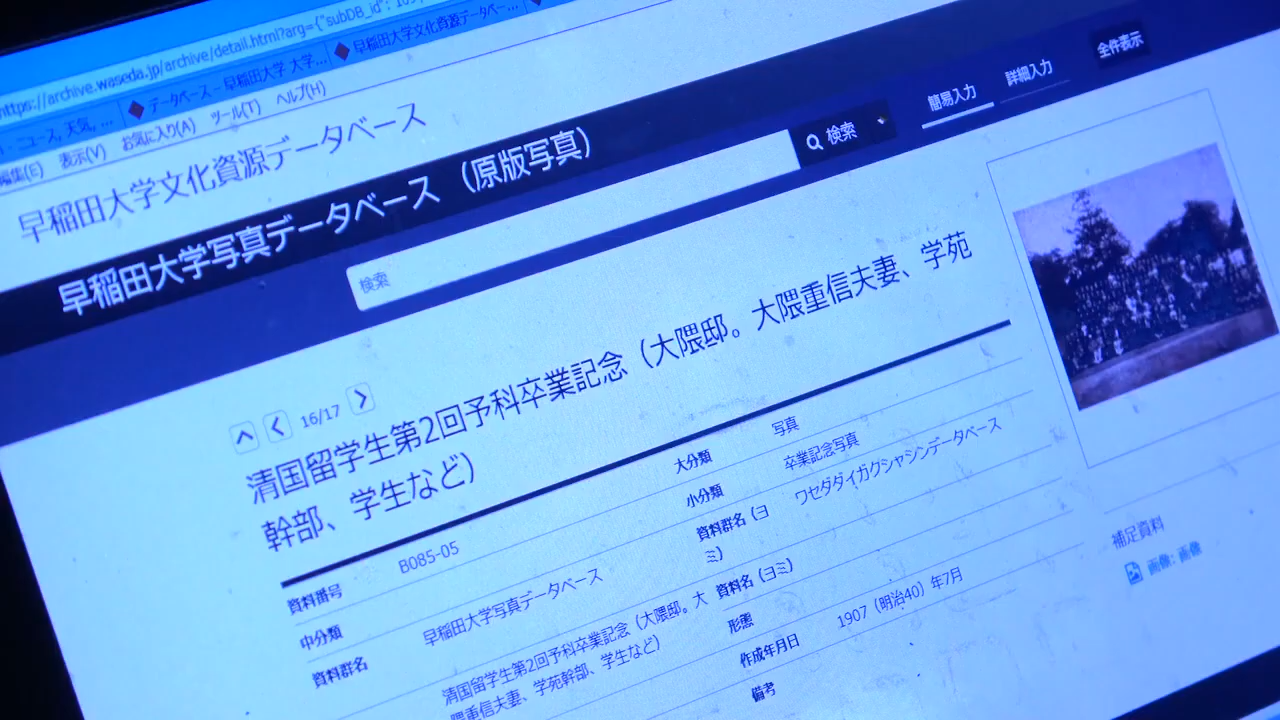 https://archive.waseda.jp/archive/detail.html?arg={"subDB_id":
ニュース, 天気, ...
データベース - 早稲田大学 大学...
早稲田大学文化資源データベー...
編集(E) 表示(V) お気に入り(A) ツール(T) ヘルプ(H)
早稲田大学文化資源データベース
早稲田大学写真データベース（原版写真）
検索
検索
簡易入力
詳細入力
全件表示
16/17
清国留学生第2回予科卒業記念（大隈邸。大隈重信夫妻、学苑
幹部、学生など）
資料番号 B085-05
大分類 写真
中分類 早稲田大学写真データベース
小分類 卒業記念写真
資料群名
資料群名（ヨ
ミ） ワセダダイガクシャシンデータベース
清国留学生第2回予科卒業記念（大隈邸。大
隈重信夫妻、学苑幹部、学生など）
資料名（ヨミ）
形態
作成年月日 1907（明治40）年7月
備考
補足資料
画像: 画像